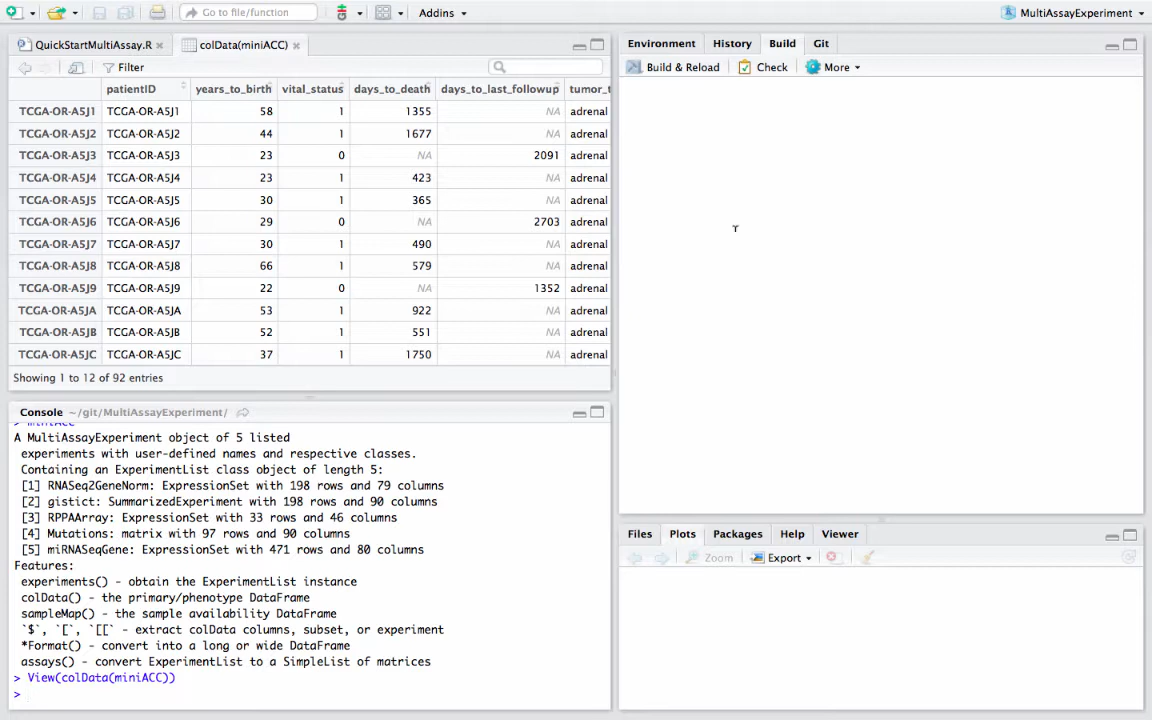 Go to file/function
Addins
MultiAssayExperiment
QuickStartMultiAssay.R
colData(miniACC)
Filter
patientID years_to_birth vital_status days_to_death days_to_last_followup tumor_t
TCGA-OR-A5J1 TCGA-OR-A5J1 58 1 1355 NA adrenal
TCGA-OR-A5J2 TCGA-OR-A5J2 44 1 1677 NA adrenal
TCGA-OR-A5J3 TCGA-OR-A5J3 23 0 NA 2091 adrenal
TCGA-OR-A5J4 TCGA-OR-A5J4 23 1 423 NA adrenal
TCGA-OR-A5J5 TCGA-OR-A5J5 30 1 365 NA adrenal
TCGA-OR-A5J6 TCGA-OR-A5J6 29 0 NA 2703 adrenal
TCGA-OR-A5J7 TCGA-OR-A5J7 30 1 490 NA adrenal
TCGA-OR-A5J8 TCGA-OR-A5J8 66 1 579 NA adrenal
TCGA-OR-A5J9 TCGA-OR-A5J9 22 0 NA 1352 adrenal
TCGA-OR-A5JA TCGA-OR-A5JA 53 1 922 NA adrenal
TCGA-OR-A5JB TCGA-OR-A5JB 52 1 551 NA adrenal
TCGA-OR-A5JC TCGA-OR-A5JC 37 1 1750 NA adrenal
Showing 1 to 12 of 92 entries
Console ~/git/MultiAssayExperiment/
> miniACC
A MultiAssayExperiment object of 5 listed
experiments with user-defined names and respective classes.
Containing an ExperimentList class object of length 5:
[1] RNASeq2GeneNorm: ExpressionSet with 198 rows and 79 columns
[2] gistict: SummarizedExperiment with 198 rows and 90 columns
[3] RPPAArray: ExpressionSet with 33 rows and 46 columns
[4] Mutations: matrix with 97 rows and 90 columns
[5] miRNASeqGene: ExpressionSet with 471 rows and 80 columns
Features:
experiments() - obtain the ExperimentList instance
colData() - the primary/phenotype DataFrame
sampleMap() - the sample availability DataFrame
`$`, `[`, `[[` - extract colData columns, subset, or experiment
*Format() - convert into a long or wide DataFrame
assays() - convert ExperimentList to a SimpleList of matrices
> View(colData(miniACC))
>
Environment History Build Git
Build & Reload Check More
Files Plots Packages Help Viewer
Zoom Export